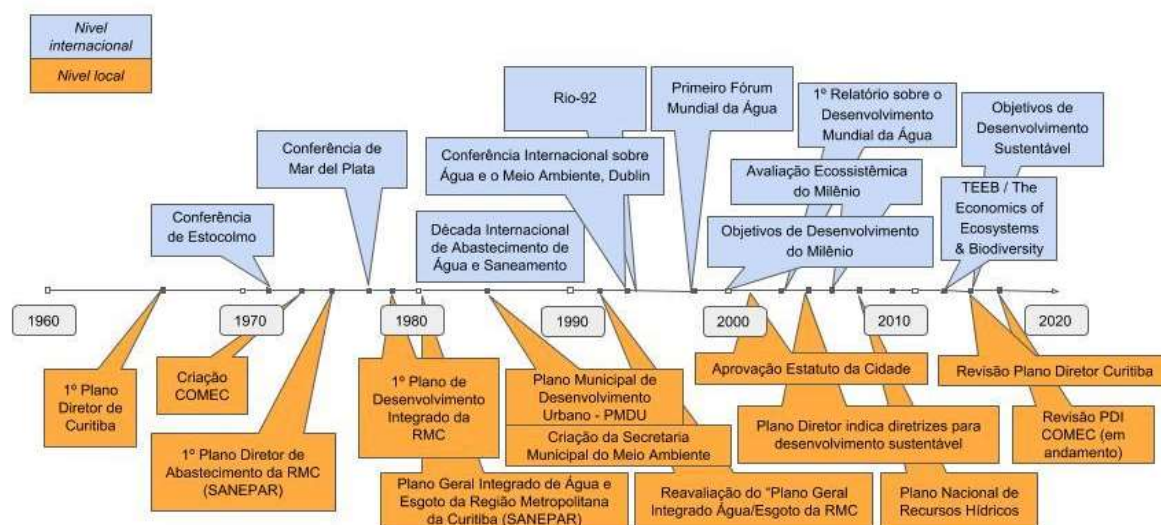 Nivel
internacional
Nivel local
Rio-92
Primeiro Fórum
Mundial da Água
1º Relatório sobre o
Desenvolvimento
Mundial da Água
Objetivos de
Desenvolvimento
Sustentável
Conferência de
Mar del Plata
Conferência Internacional sobre
Água e o Meio Ambiente, Dublin
Avaliação Ecossistêmica
do Milênio
TEEB / The
Economics of
Ecosystems
& Biodiversity
Conferência
de Estocolmo
Década Internacional
de Abastecimento de
Água e Saneamento
Objetivos de Desenvolvimento
do Milênio
1960
1970
1980
1990
2000
2010
2020
1º Plano
Diretor de
Curitiba
Criação
COMEC
1º Plano Diretor de
Abastecimento da RMC
(SANEPAR)
1º Plano de
Desenvolvimento
Integrado da
RMC
Plano Geral Integrado de Água e
Esgoto da Região Metropolitana
da Curitiba (SANEPAR)
Plano Municipal de
Desenvolvimento
Urbano - PMDU
Criação da Secretaria
Municipal do Meio Ambiente
Reavaliação do "Plano Geral
Integrado Água/Esgoto da RMC
Aprovação Estatuto da Cidade
Plano Diretor indica diretrizes para
desenvolvimento sustentável
Plano Nacional de
Recursos Hídricos
Revisão Plano Diretor Curitiba
Revisão PDI
COMEC (em
andamento)